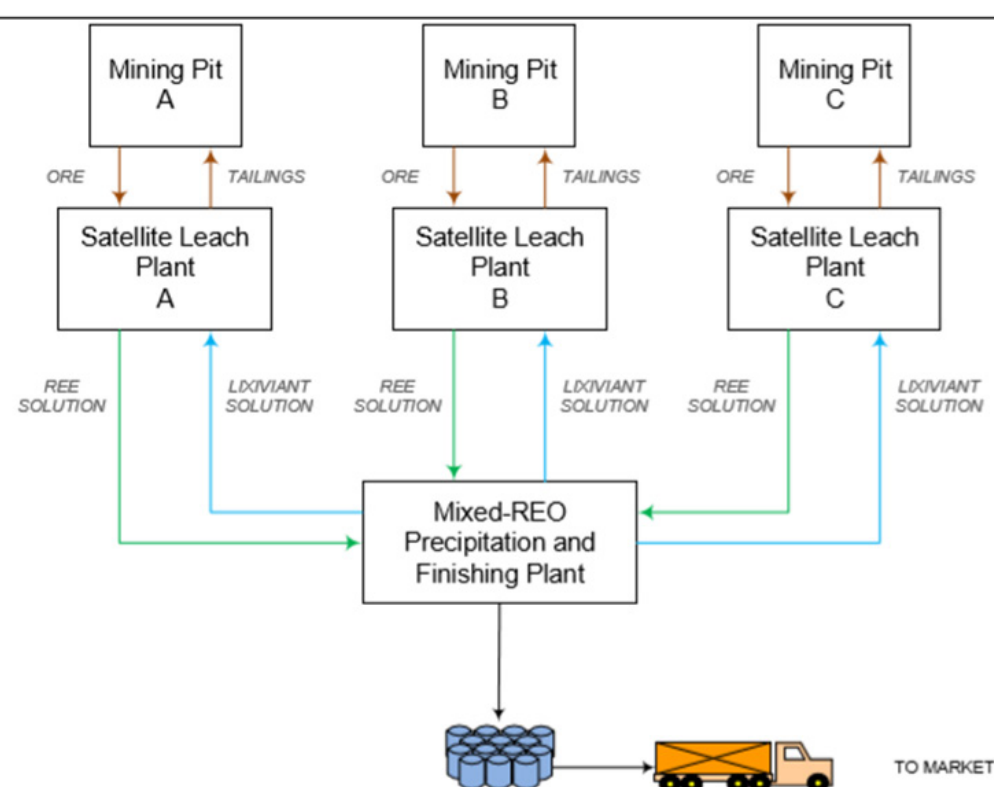 Mining Pit
A
Mining Pit
B
Mining Pit
C
ORE
TAILINGS
ORE
TAILINGS
ORE
TAILINGS
Satellite Leach
Plant
A
Satellite Leach
Plant
B
Satellite Leach
Plant
C
REE
SOLUTION
LIXIVIANT
SOLUTION
REE
SOLUTION
LIXIVIANT
SOLUTION
REE
SOLUTION
LIXIVIANT
SOLUTION
Mixed-REO
Precipitation and
Finishing Plant
TO MARKET